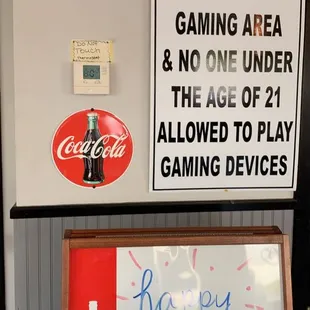 DO NOT
TOUCH
THERMOSTAT
GAMING AREA
& NO ONE UNDER
THE AGE OF 21
ALLOWED TO PLAY
GAMING DEVICES
Coca-Cola
happy